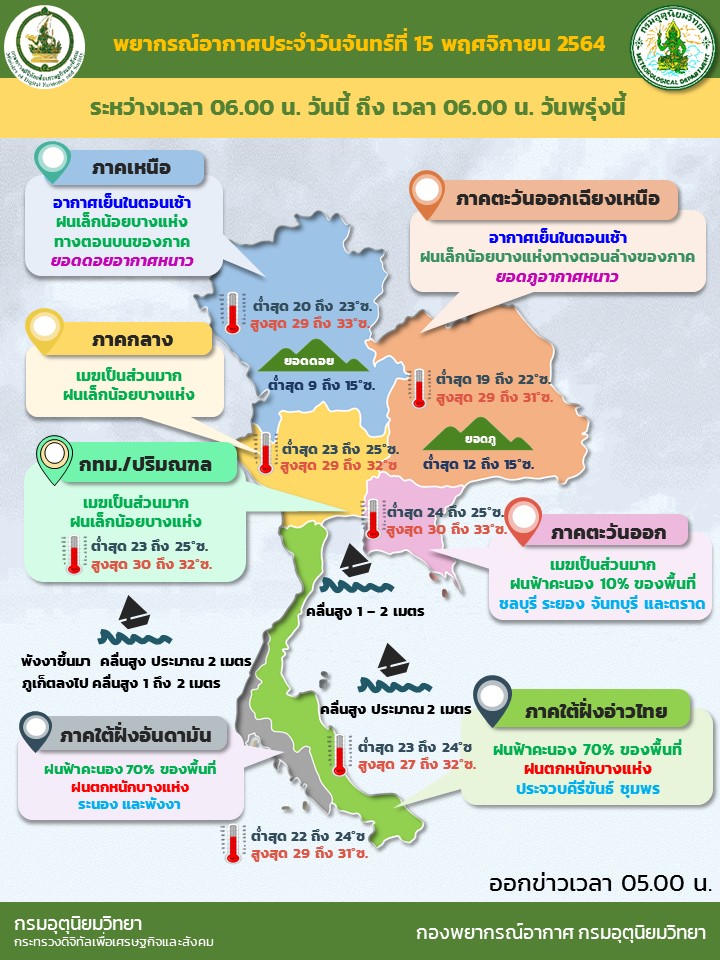 พยากรณ์อากาศประจำวันจันทร์ที่ 15 พฤศจิกายน 2564
กรมอุตุนิยมวิทยา
METEOROLOGICAL DEPARTMENT
ระหว่างเวลา 06.00 น. วันนี้ ถึง เวลา 06.00 น. วันพรุ่งนี้
ภาคเหนือ
อากาศเย็นในตอนเช้า
ฝนเล็กน้อยบางแห่ง
ทางตอนบนของภาค
ยอดดอยอากาศหนาว
ภาคตะวันออกเฉียงเหนือ
อากาศเย็นในตอนเช้า
ฝนเล็กน้อยบางแห่งทางตอนล่างของภาค
ยอดภูอากาศหนาว
ต่ำสุด 20 ถึง 23°ซ.
สูงสุด 29 ถึง 33°ซ.
ยอดดอย
ต่ำสุด 9 ถึง 15°ซ.
ต่ำสุด 19 ถึง 22°ซ.
สูงสุด 29 ถึง 31°ซ.
ยอดภู
ต่ำสุด 12 ถึง 15°ซ.
ภาคกลาง
เมฆเป็นส่วนมาก
ฝนเล็กน้อยบางแห่ง
ต่ำสุด 23 ถึง 25°ซ.
สูงสุด 29 ถึง 32°ซ
กทม./ปริมณฑล
เมฆเป็นส่วนมาก
ฝนเล็กน้อยบางแห่ง
ต่ำสุด 23 ถึง 25°ซ.
สูงสุด 30 ถึง 32°ซ.
ต่ำสุด 24 ถึง 25°ซ.
สูงสุด 30 ถึง 33°ซ.
ภาคตะวันออก
เมฆเป็นส่วนมาก
ฝนฟ้าคะนอง 10% ของพื้นที่
ชลบุรี ระยอง จันทบุรี และตราด
คลื่นสูง 1 – 2 เมตร
พังงาขึ้นมา คลื่นสูง ประมาณ 2 เมตร
ภูเก็ตลงไป คลื่นสูง 1 ถึง 2 เมตร
คลื่นสูง ประมาณ 2 เมตร
ภาคใต้ฝั่งอันดามัน
ฝนฟ้าคะนอง 70% ของพื้นที่
ฝนตกหนักบางแห่ง
ระนอง และพังงา
ภาคใต้ฝั่งอ่าวไทย
ฝนฟ้าคะนอง 70% ของพื้นที่
ฝนตกหนักบางแห่ง
ประจวบคีรีขันธ์ ชุมพร
ต่ำสุด 23 ถึง 24°ซ
สูงสุด 27 ถึง 32°ซ.
ต่ำสุด 22 ถึง 24°ซ
สูงสุด 29 ถึง 31°ซ.
ออกข่าวเวลา 05.00 น.
กรมอุตุนิยมวิทยา
กระทรวงดิจิทัลเพื่อเศรษฐกิจและสังคม
กองพยากรณ์อากาศ กรมอุตุนิยมวิทยา